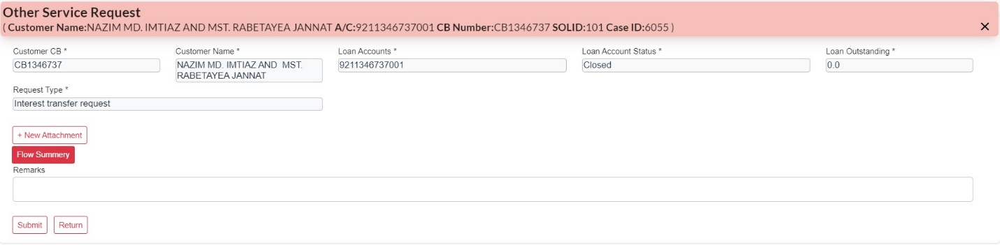 Other Service Request
( Customer Name:NAZIM MD. IMTIAZ AND MST. RABETAYEA JANNAT A/C:9211346737001 CB Number:CB1346737 SOLID:101 Case ID:6055 )
Customer CB *
CB1346737
Customer Name *
NAZIM MD. IMTIAZ AND  MST.
RABETAYEA JANNAT
Loan Accounts *
9211346737001
Loan Account Status *
Closed
Loan Outstanding *
0.0
Request Type *
Interest transfer request
+ New Attachment
Flow Summery
Remarks
Submit
Return